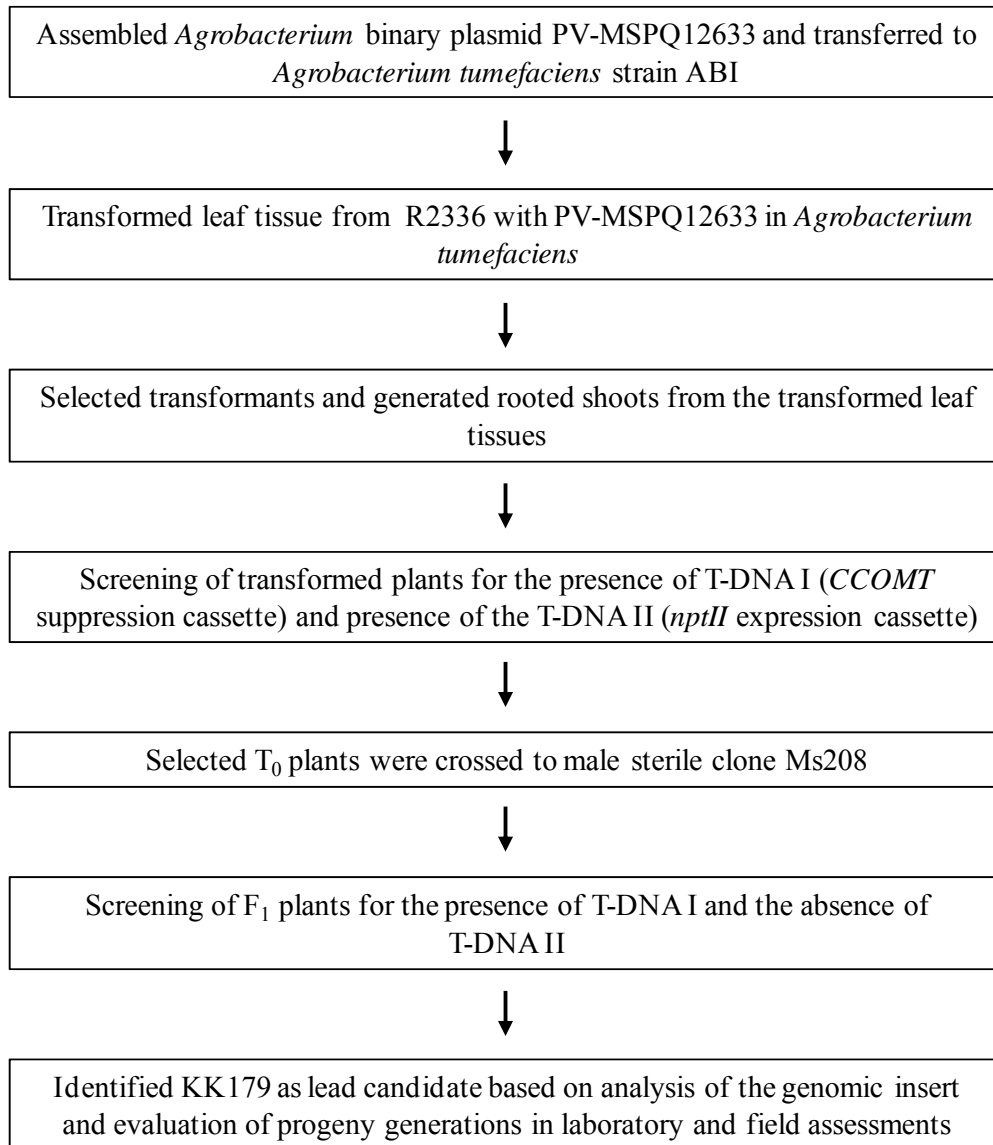 Assembled Agrobacterium binary plasmid PV-MSPQ12633 and transferred to
Agrobacterium tumefaciens strain ABI
Transformed leaf tissue from R2336 with PV-MSPQ12633 in Agrobacterium
tumefaciens
Selected transformants and generated rooted shoots from the transformed leaf
tissues
Screening of transformed plants for the presence of T-DNA I (CCOMT
suppression cassette) and presence of the T-DNA II (nptII expression cassette)
Selected T0 plants were crossed to male sterile clone Ms208
Screening of F1 plants for the presence of T-DNA I and the absence of
T-DNA II
Identified KK179 as lead candidate based on analysis of the genomic insert
and evaluation of progeny generations in laboratory and field assessments